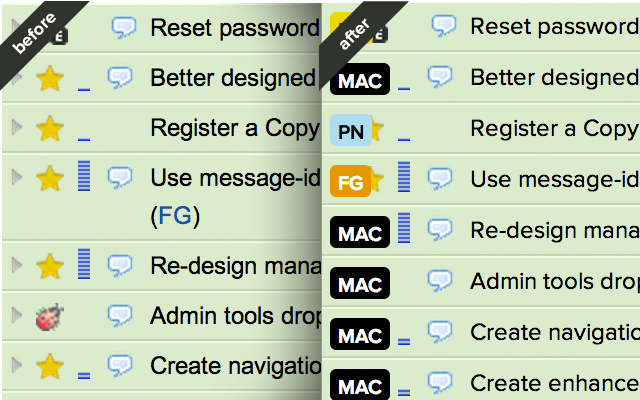 before
Reset password
Better designed
Register a Copy
Use message-id
(FG)
Re-design mana
Admin tools drop
Create navigatio
after
Reset password
MAC Better designed
PN Register a Copy
FG Use message-id
MAC Re-design mana
MAC Admin tools drop
MAC Create navigatio
MAC Create enhance